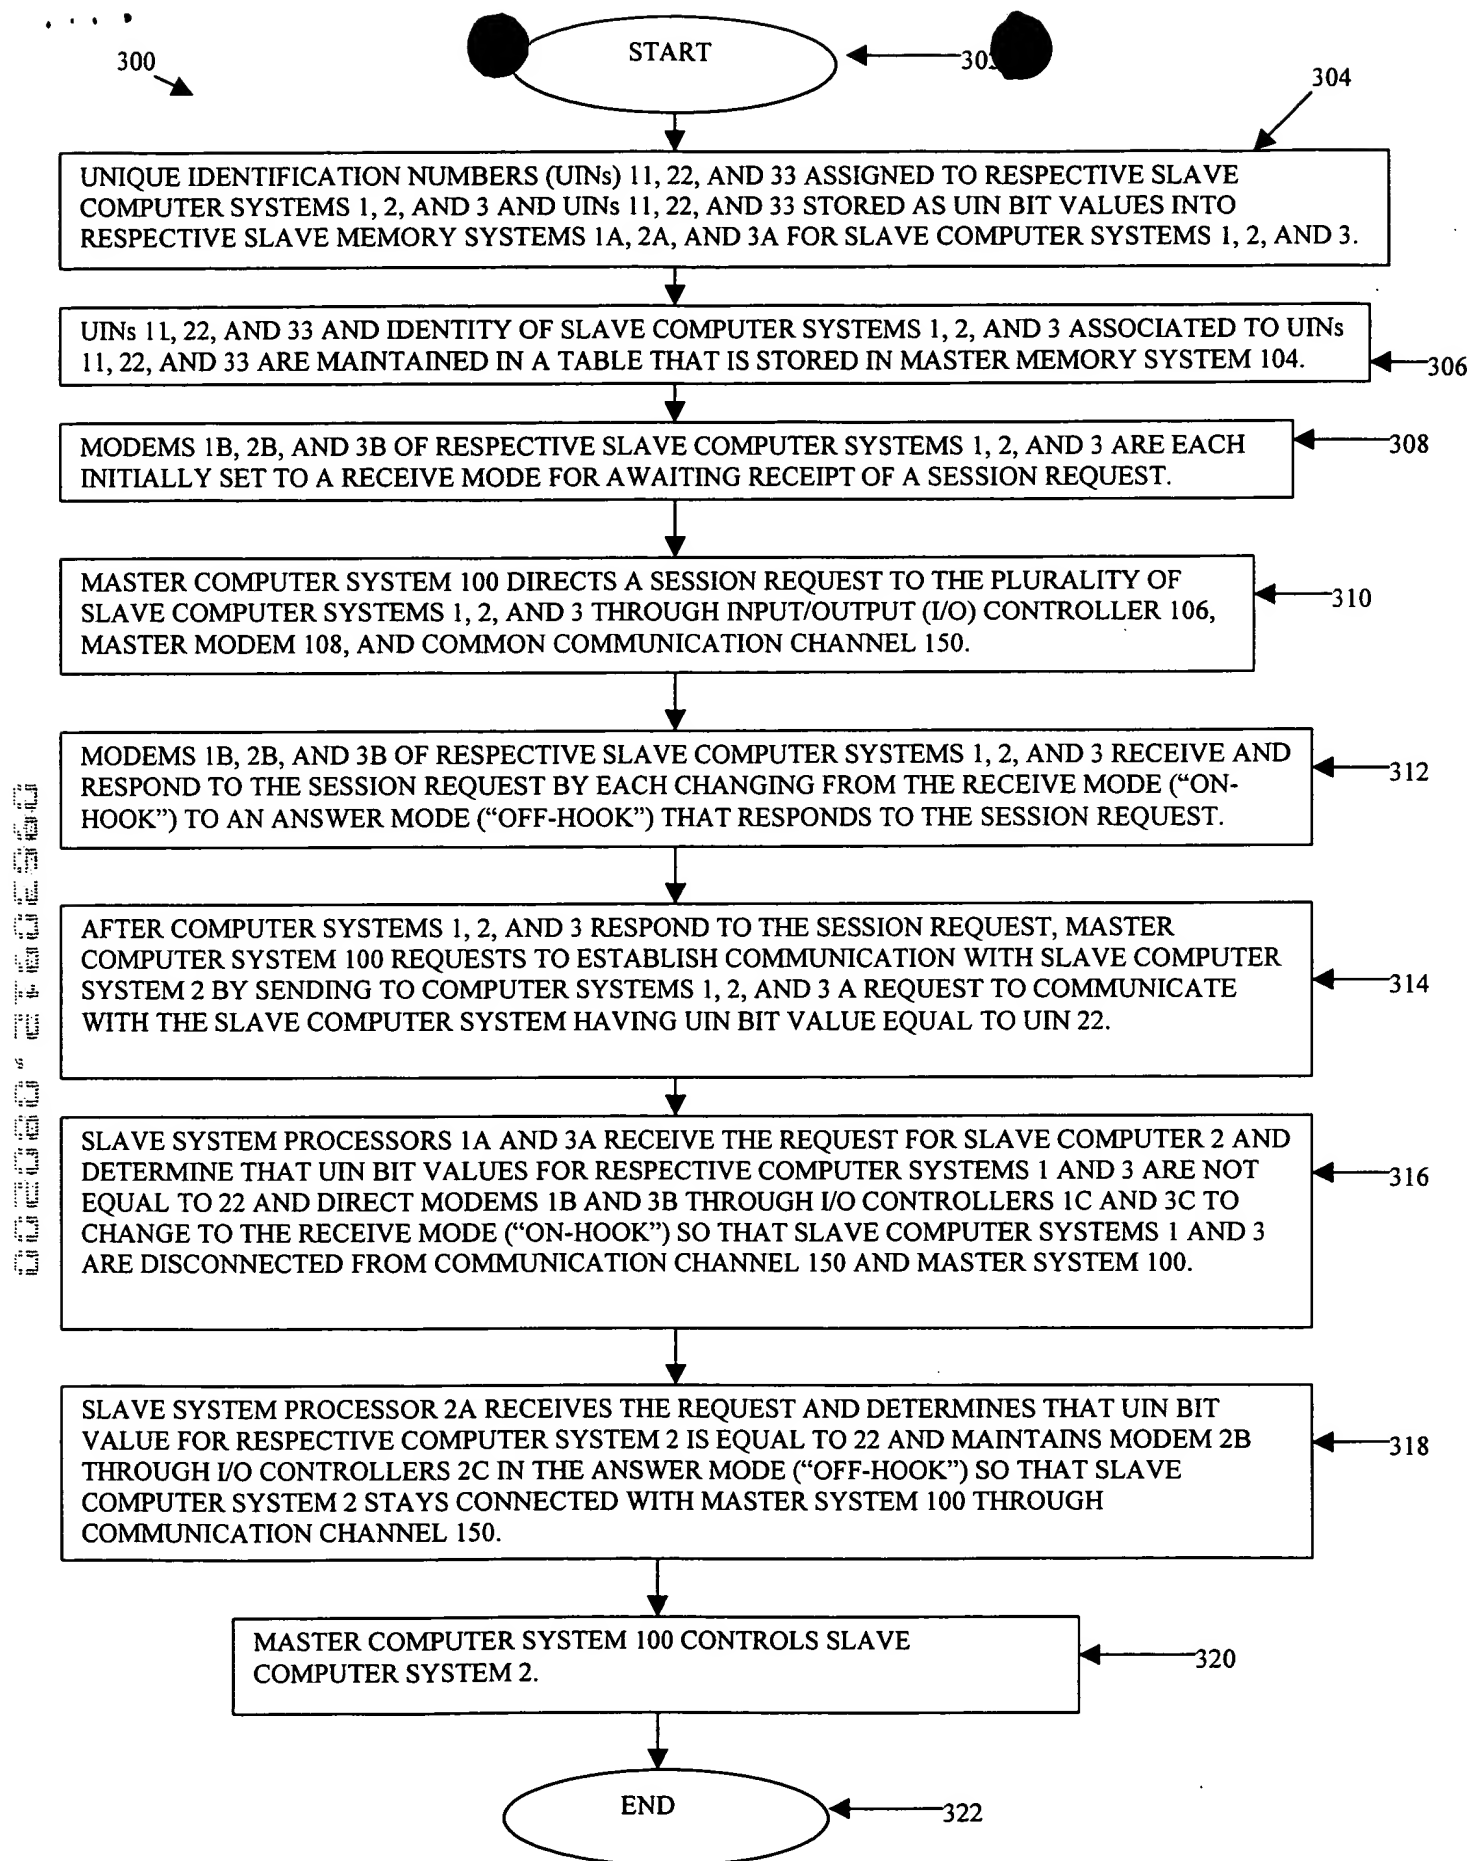 START
300
304
UNIQUE IDENTIFICATION NUMBERS (UINs) 11, 22, AND 33 ASSIGNED TO RESPECTIVE SLAVE
COMPUTER SYSTEMS 1, 2, AND 3 AND UINs 11, 22, AND 33 STORED AS UIN BIT VALUES INTO
RESPECTIVE SLAVE MEMORY SYSTEMS 1A, 2A, AND 3A FOR SLAVE COMPUTER SYSTEMS 1, 2, AND 3.
UINs 11, 22, AND 33 AND IDENTITY OF SLAVE COMPUTER SYSTEMS 1, 2, AND 3 ASSOCIATED TO UINs
11, 22, AND 33 ARE MAINTAINED IN A TABLE THAT IS STORED IN MASTER MEMORY SYSTEM 104.
306
MODEMS 1B, 2B, AND 3B OF RESPECTIVE SLAVE COMPUTER SYSTEMS 1, 2, AND 3 ARE EACH
INITIALLY SET TO A RECEIVE MODE FOR AWAITING RECEIPT OF A SESSION REQUEST.
308
MASTER COMPUTER SYSTEM 100 DIRECTS A SESSION REQUEST TO THE PLURALITY OF
SLAVE COMPUTER SYSTEMS 1, 2, AND 3 THROUGH INPUT/OUTPUT (I/O) CONTROLLER 106,
MASTER MODEM 108, AND COMMON COMMUNICATION CHANNEL 150.
310
MODEMS 1B, 2B, AND 3B OF RESPECTIVE SLAVE COMPUTER SYSTEMS 1, 2, AND 3 RECEIVE AND
RESPOND TO THE SESSION REQUEST BY EACH CHANGING FROM THE RECEIVE MODE (“ON-
HOOK”) TO AN ANSWER MODE (“OFF-HOOK”) THAT RESPONDS TO THE SESSION REQUEST.
312
AFTER COMPUTER SYSTEMS 1, 2, AND 3 RESPOND TO THE SESSION REQUEST, MASTER
COMPUTER SYSTEM 100 REQUESTS TO ESTABLISH COMMUNICATION WITH SLAVE COMPUTER
SYSTEM 2 BY SENDING TO COMPUTER SYSTEMS 1, 2, AND 3 A REQUEST TO COMMUNICATE
WITH THE SLAVE COMPUTER SYSTEM HAVING UIN BIT VALUE EQUAL TO UIN 22.
314
SLAVE SYSTEM PROCESSORS 1A AND 3A RECEIVE THE REQUEST FOR SLAVE COMPUTER 2 AND
DETERMINE THAT UIN BIT VALUES FOR RESPECTIVE COMPUTER SYSTEMS 1 AND 3 ARE NOT
EQUAL TO 22 AND DIRECT MODEMS 1B AND 3B THROUGH I/O CONTROLLERS 1C AND 3C TO
CHANGE TO THE RECEIVE MODE (“ON-HOOK”) SO THAT SLAVE COMPUTER SYSTEMS 1 AND 3
ARE DISCONNECTED FROM COMMUNICATION CHANNEL 150 AND MASTER SYSTEM 100.
316
SLAVE SYSTEM PROCESSOR 2A RECEIVES THE REQUEST AND DETERMINES THAT UIN BIT
VALUE FOR RESPECTIVE COMPUTER SYSTEM 2 IS EQUAL TO 22 AND MAINTAINS MODEM 2B
THROUGH I/O CONTROLLERS 2C IN THE ANSWER MODE (“OFF-HOOK”) SO THAT SLAVE
COMPUTER SYSTEM 2 STAYS CONNECTED WITH MASTER SYSTEM 100 THROUGH
COMMUNICATION CHANNEL 150.
318
MASTER COMPUTER SYSTEM 100 CONTROLS SLAVE
COMPUTER SYSTEM 2.
320
END
322